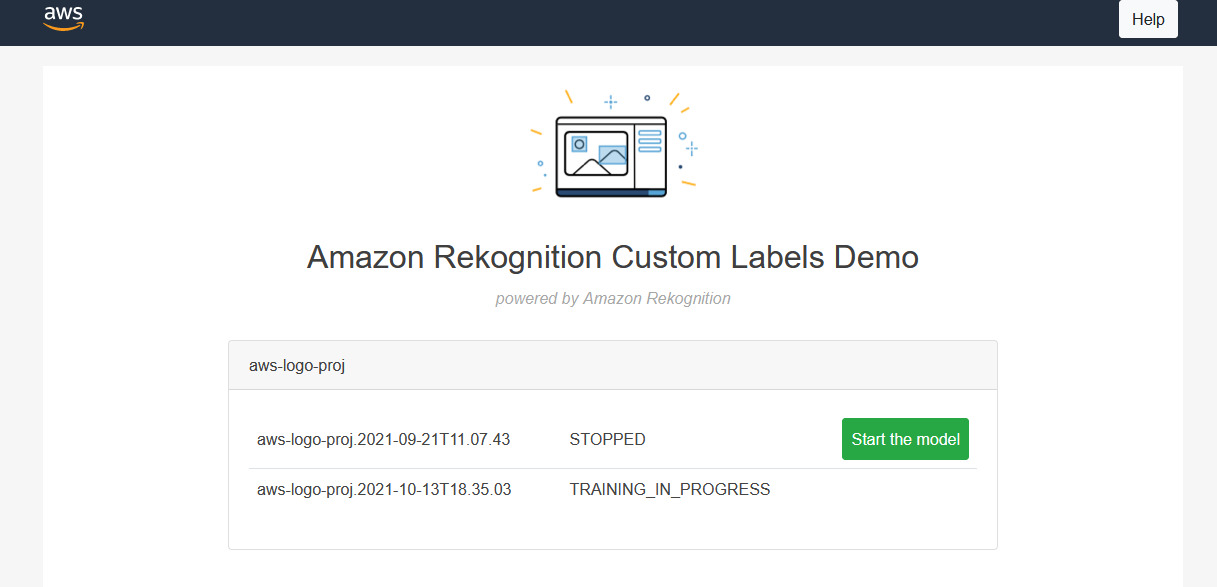 aws
Help
Amazon Rekognition Custom Labels Demo
powered by Amazon Rekognition
aws-logo-proj
aws-logo-proj.2021-09-21T11.07.43 STOPPED Start the model
aws-logo-proj.2021-10-13T18.35.03 TRAINING_IN_PROGRESS